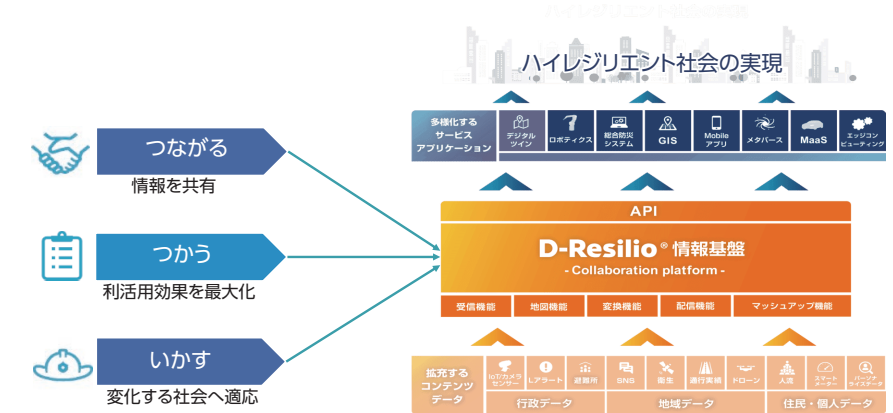 ハイレジリエント社会の実現
多様化する
サービス
アプリケーション
デジタル
ツイン
ロボティクス
総合防災
システム
GIS
Mobile
アプリ
メタバース
MaaS
エッジコン
ピューティング
つながる
情報を共有
つかう
利活用効果を最大化
いかす
変化する社会へ適応
API
D-Resilio®情報基盤
- Collaboration platform -
受信機能
地図機能
変換機能
配信機能
マッシュアップ機能
拡充する
コンテンツ
データ
IoT/カメラ
センサー
Lアラート
避難所
SNS
衛生
通行実績
ドローン
人流
スマート
メーター
パーソナ
ライズデータ
行政データ
地域データ
住民・個人データ